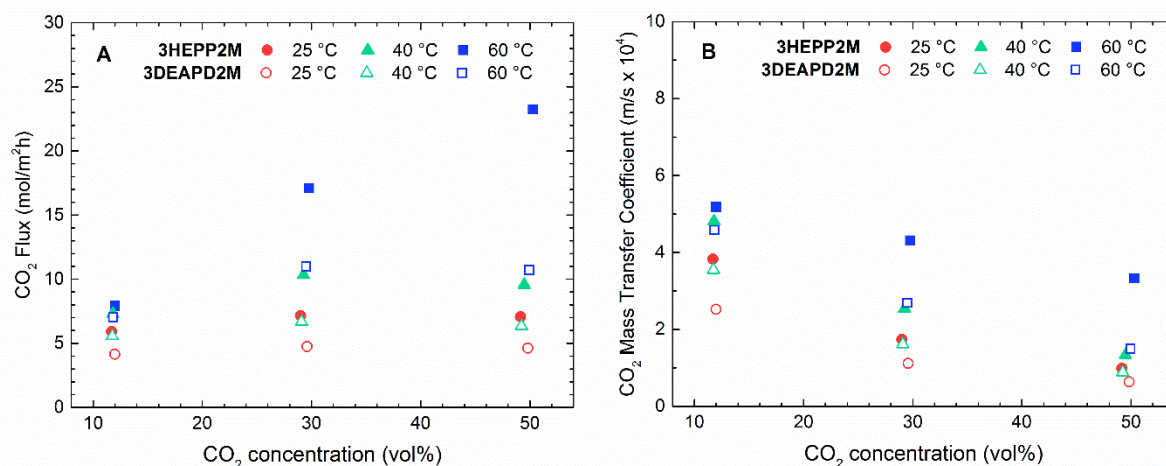 A
3HEPP2M 25 °C 40 °C 60 °C
3DEAPD2M 25 °C 40 °C 60 °C
30
25
20
15
10
5
0
CO₂ Flux (mol/m²h)
10 20 30 40 50
CO₂ concentration (vol%)
B
3HEPP2M 25 °C 40 °C 60 °C
3DEAPD2M 25 °C 40 °C 60 °C
10
8
6
4
2
0
CO₂ Mass Transfer Coefficient (m/s x 10⁴)
10 20 30 40 50
CO₂ concentration (vol%)